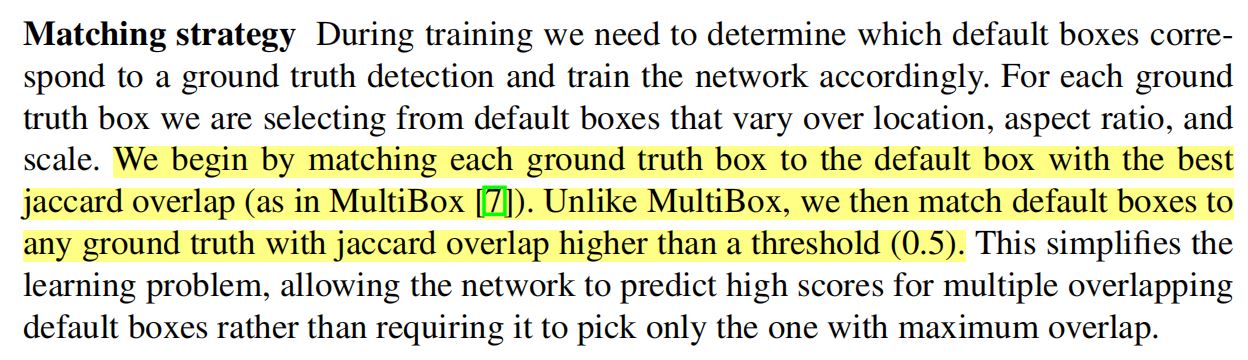 Matching strategy During training we need to determine which default boxes corre-
spond to a ground truth detection and train the network accordingly. For each ground
truth box we are selecting from default boxes that vary over location, aspect ratio, and
scale. We begin by matching each ground truth box to the default box with the best
jaccard overlap (as in MultiBox [7]). Unlike MultiBox, we then match default boxes to
any ground truth with jaccard overlap higher than a threshold (0.5). This simplifies the
learning problem, allowing the network to predict high scores for multiple overlapping
default boxes rather than requiring it to pick only the one with maximum overlap.